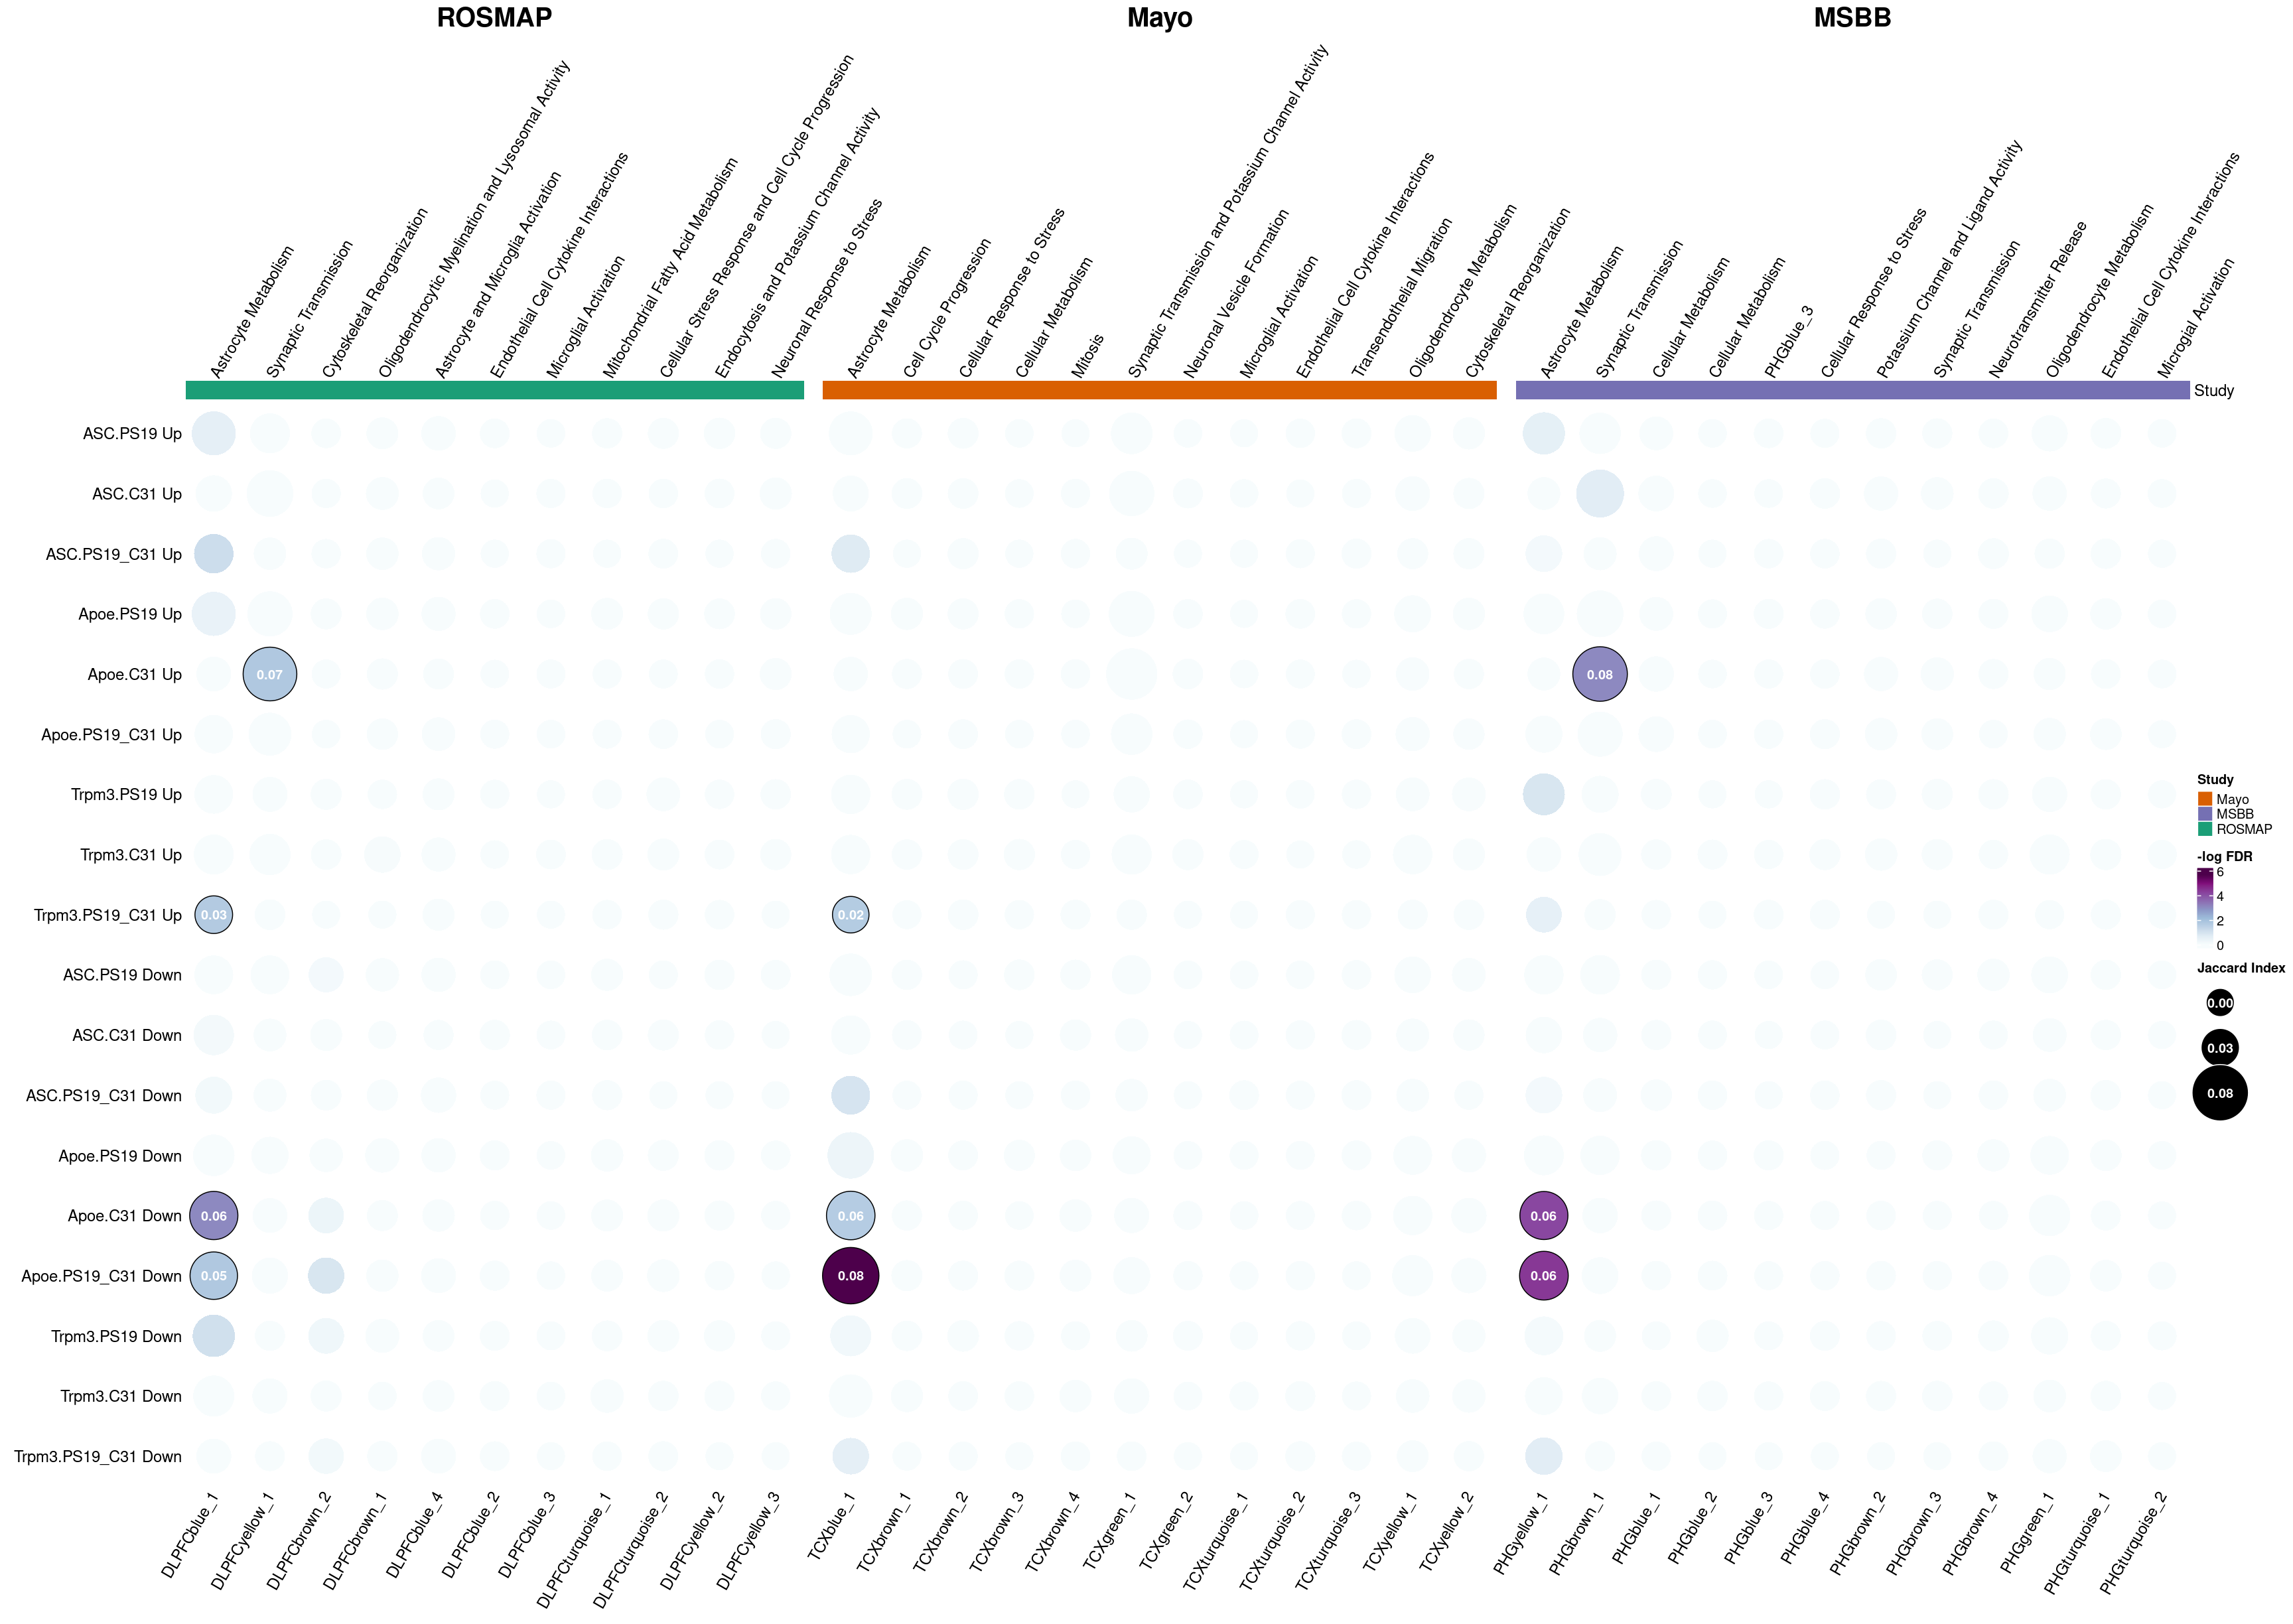 ROSMAP
Mayo
MSBB
Astrocyte Metabolism
Synaptic Transmission
Cytoskeletal Reorganization
Oligodendrocytic Myelination and Lysosomal Activity
Astrocyte and Microglia Activation
Endothelial Cell Cytokine Interactions
Microglial Activation
Mitochondrial Fatty Acid Metabolism
Cellular Stress Response and Cell Cycle Progression
Endocytosis and Potassium Channel Activity
Neuronal Response to Stress
Astrocyte Metabolism
Cell Cycle Progression
Cellular Response to Stress
Cellular Metabolism
Mitosis
Synaptic Transmission and Potassium Channel Activity
Neuronal Vesicle Formation
Microglial Activation
Endothelial Cell Cytokine Interactions
Transendothelial Migration
Oligodendrocyte Metabolism
Cytoskeletal Reorganization
Astrocyte Metabolism
Synaptic Transmission
Cellular Metabolism
Cellular Metabolism
PHGblue_3
Cellular Response to Stress
Potassium Channel and Ligand Activity
Synaptic Transmission
Neurotransmitter Release
Oligodendrocyte Metabolism
Endothelial Cell Cytokine Interactions
Microglial Activation
Study
ASC.PS19 Up
ASC.C31 Up
ASC.PS19_C31 Up
Apoe.PS19 Up
Apoe.C31 Up 0.07 0.08
Apoe.PS19_C31 Up
Trpm3.PS19 Up
Trpm3.C31 Up
Trpm3.PS19_C31 Up 0.03 0.02
ASC.PS19 Down
ASC.C31 Down
ASC.PS19_C31 Down
Apoe.PS19 Down
Apoe.C31 Down 0.06 0.06 0.06
Apoe.PS19_C31 Down 0.05 0.08 0.06
Trpm3.PS19 Down
Trpm3.C31 Down
Trpm3.PS19_C31 Down
DLPFCblue_1
DLPFCyellow_1
DLPFCbrown_2
DLPFCbrown_1
DLPFCblue_4
DLPFCblue_2
DLPFCblue_3
DLPFCturquoise_1
DLPFCturquoise_2
DLPFCyellow_2
DLPFCyellow_3
TCXblue_1
TCXbrown_1
TCXbrown_2
TCXbrown_3
TCXbrown_4
TCXgreen_1
TCXgreen_2
TCXturquoise_1
TCXturquoise_2
TCXturquoise_3
TCXyellow_1
TCXyellow_2
PHGyellow_1
PHGbrown_1
PHGblue_1
PHGblue_2
PHGblue_3
PHGblue_4
PHGbrown_2
PHGbrown_3
PHGbrown_4
PHGgreen_1
PHGturquoise_1
PHGturquoise_2
Study
Mayo
MSBB
ROSMAP
-log FDR
6
4
2
0
Jaccard Index
0.00
0.03
0.08